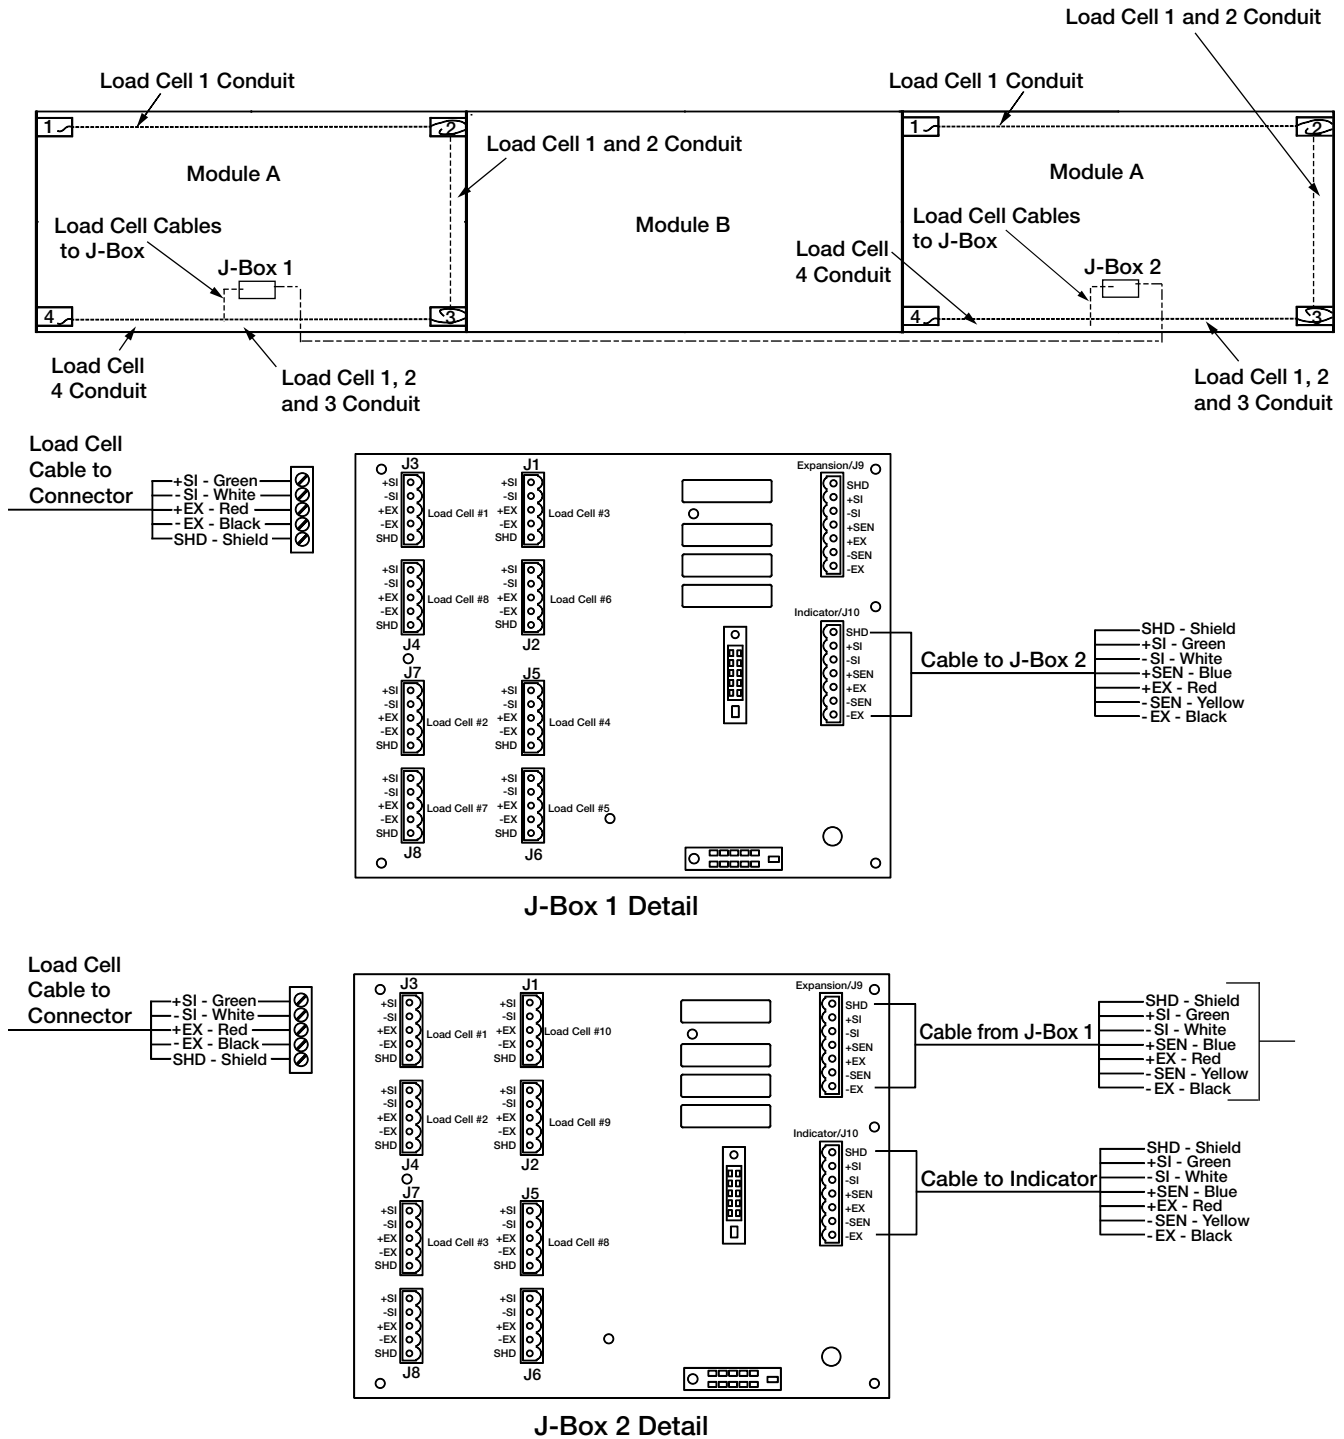 Load Cell 1 and 2 Conduit
Load Cell 1 Conduit
Load Cell 1 Conduit
1
2
1
2
Load Cell 1 and 2 Conduit
Module A
Module A
Module B
Load Cell Cables
to J-Box
Load Cell Cables
to J-Box
Load Cell
4 Conduit
J-Box 1
J-Box 2
4
3
4
3
Load Cell
4 Conduit
Load Cell 1, 2
and 3 Conduit
Load Cell 1, 2
and 3 Conduit
Load Cell
Cable to
Connector
+SI - Green
-SI - White
+EX - Red
-EX - Black
SHD - Shield
J3
+SI
-SI
+EX
-EX
SHD
Load Cell #1
J1
+SI
-SI
+EX
-EX
SHD
Load Cell #3
+SI
-SI
+EX
-EX
SHD
Load Cell #8
J4
+SI
-SI
+EX
-EX
SHD
Load Cell #6
J2
J7
+SI
-SI
+EX
-EX
SHD
Load Cell #2
J5
+SI
-SI
+EX
-EX
SHD
Load Cell #4
+SI
-SI
+EX
-EX
SHD
Load Cell #7
J8
+SI
-SI
+EX
-EX
SHD
Load Cell #5
J6
Expansion/J9
SHD
+SI
-SI
+SEN
+EX
-SEN
-EX
Indicator/J10
SHD
+SI
-SI
+SEN
+EX
-SEN
-EX
Cable to J-Box 2
SHD - Shield
+SI - Green
-SI - White
+SEN - Blue
+EX - Red
-SEN - Yellow
-EX - Black
J-Box 1 Detail
Load Cell
Cable to
Connector
+SI - Green
-SI - White
+EX - Red
-EX - Black
SHD - Shield
J3
+SI
-SI
+EX
-EX
SHD
Load Cell #1
J1
+SI
-SI
+EX
-EX
SHD
Load Cell #10
+SI
-SI
+EX
-EX
SHD
Load Cell #2
J4
+SI
-SI
+EX
-EX
SHD
Load Cell #9
J2
J7
+SI
-SI
+EX
-EX
SHD
Load Cell #3
J5
+SI
-SI
+EX
-EX
SHD
Load Cell #8
+SI
-SI
+EX
-EX
SHD
J8
+SI
-SI
+EX
-EX
SHD
J6
Expansion/J9
SHD
+SI
-SI
+SEN
+EX
-SEN
-EX
Cable from J-Box 1
SHD - Shield
+SI - Green
-SI - White
+SEN - Blue
+EX - Red
-SEN - Yellow
-EX - Black
Indicator/J10
SHD
+SI
-SI
+SEN
+EX
-SEN
-EX
Cable to Indicator
SHD - Shield
+SI - Green
-SI - White
+SEN - Blue
+EX - Red
-SEN - Yellow
-EX - Black
J-Box 2 Detail